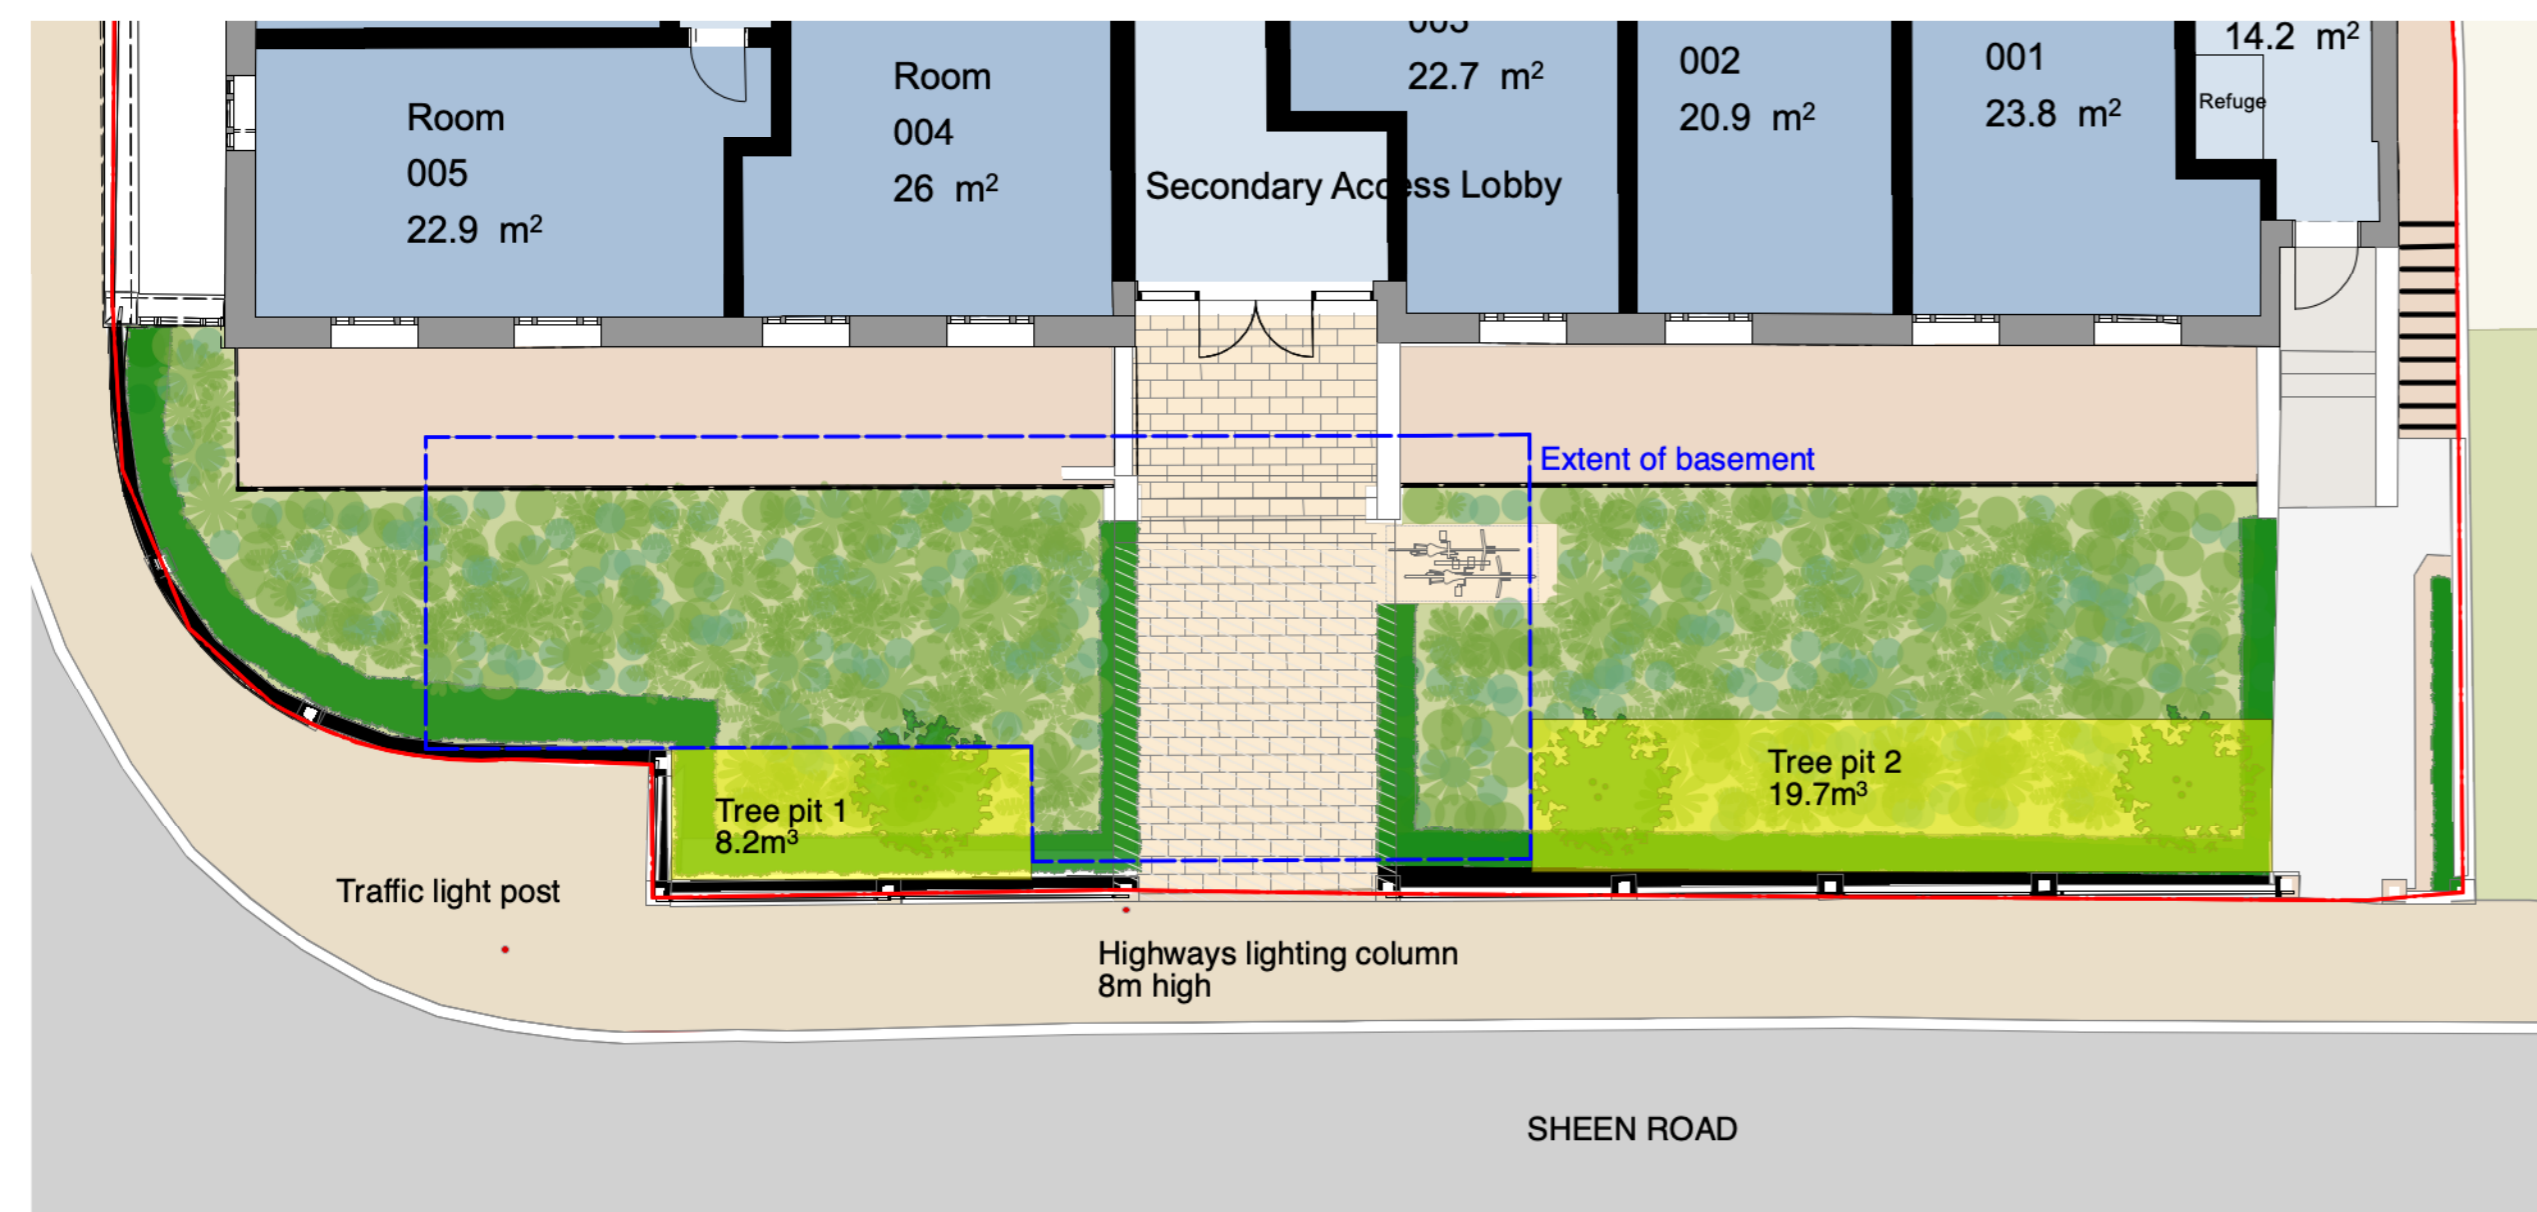 Room
005
22.9 m²
Room
004
26 m²
Secondary Access Lobby
003
22.7 m²
002
20.9 m²
001
23.8 m²
14.2 m²
Refuge
Extent of basement
Tree pit 1
8.2m³
Tree pit 2
19.7m³
Traffic light post
Highways lighting column
8m high
SHEEN ROAD